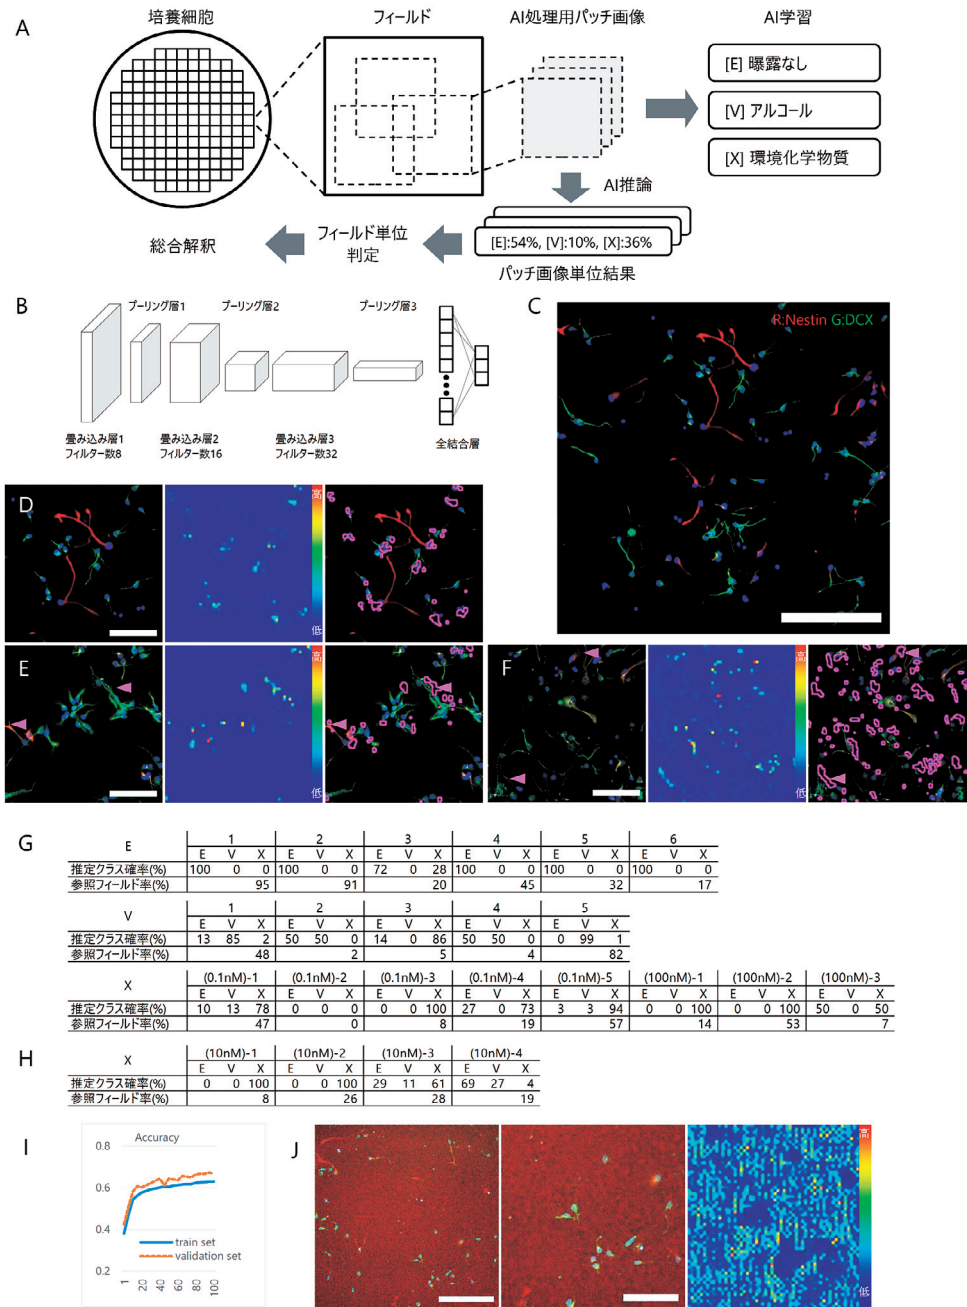 A
培養細胞
フィールド
AI処理用パッチ画像
AI学習
[E] 曝露なし
[V] アルコール
[X] 環境化学物質
AI推論
[E]:54%, [V]:10%, [X]:36%
パッチ画像単位結果
フィールド単位
判定
総合解釈
B
プーリング層1
プーリング層2
プーリング層3
畳み込み層1
フィルター数8
畳み込み層2
フィルター数16
畳み込み層3
フィルター数32
全結合層
C
R:Nestin G:DCX
D
高
低
E
高
低
F
高
低
G
E 1 2 3 4 5 6
E V X E V X E V X E V X E V X E V X
推定クラス確率(%) 100 0 0 100 0 0 72 0 28 100 0 0 100 0 0 100 0 0
参照フィールド率(%) 95 91 20 45 32 17
V 1 2 3 4 5
E V X E V X E V X E V X E V X
推定クラス確率(%) 13 85 2 50 50 0 14 0 86 50 50 0 0 99 1
参照フィールド率(%) 48 2 5 4 82
X (0.1nM)-1 (0.1nM)-2 (0.1nM)-3 (0.1nM)-4 (0.1nM)-5 (100nM)-1 (100nM)-2 (100nM)-3
E V X E V X E V X E V X E V X E V X E V X E V X
推定クラス確率(%) 10 13 78 0 0 0 0 0 100 27 0 73 3 3 94 0 0 100 0 0 100 50 0 50
参照フィールド率(%) 47 0 8 19 57 14 53 7
H
X (10nM)-1 (10nM)-2 (10nM)-3 (10nM)-4
E V X E V X E V X E V X
推定クラス確率(%) 0 0 100 0 0 100 29 11 61 69 27 4
参照フィールド率(%) 8 26 28 19
I
Accuracy
0.8
0.6
0.4
0.2
train set
validation set
1 20 40 60 80 100
J
高
低